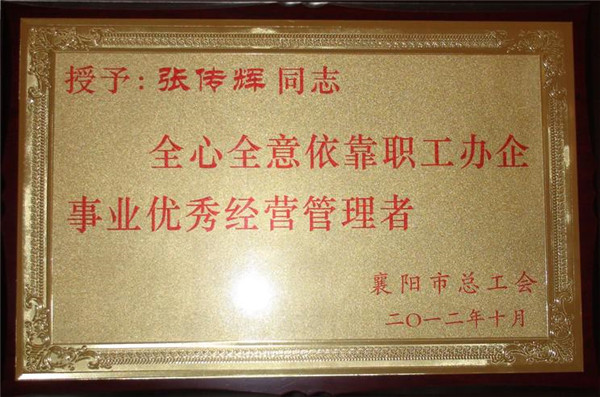 授予：张传辉同志
全心全意依靠职工办企
事业优秀经营管理者
襄阳市总工会
二〇一二年十月